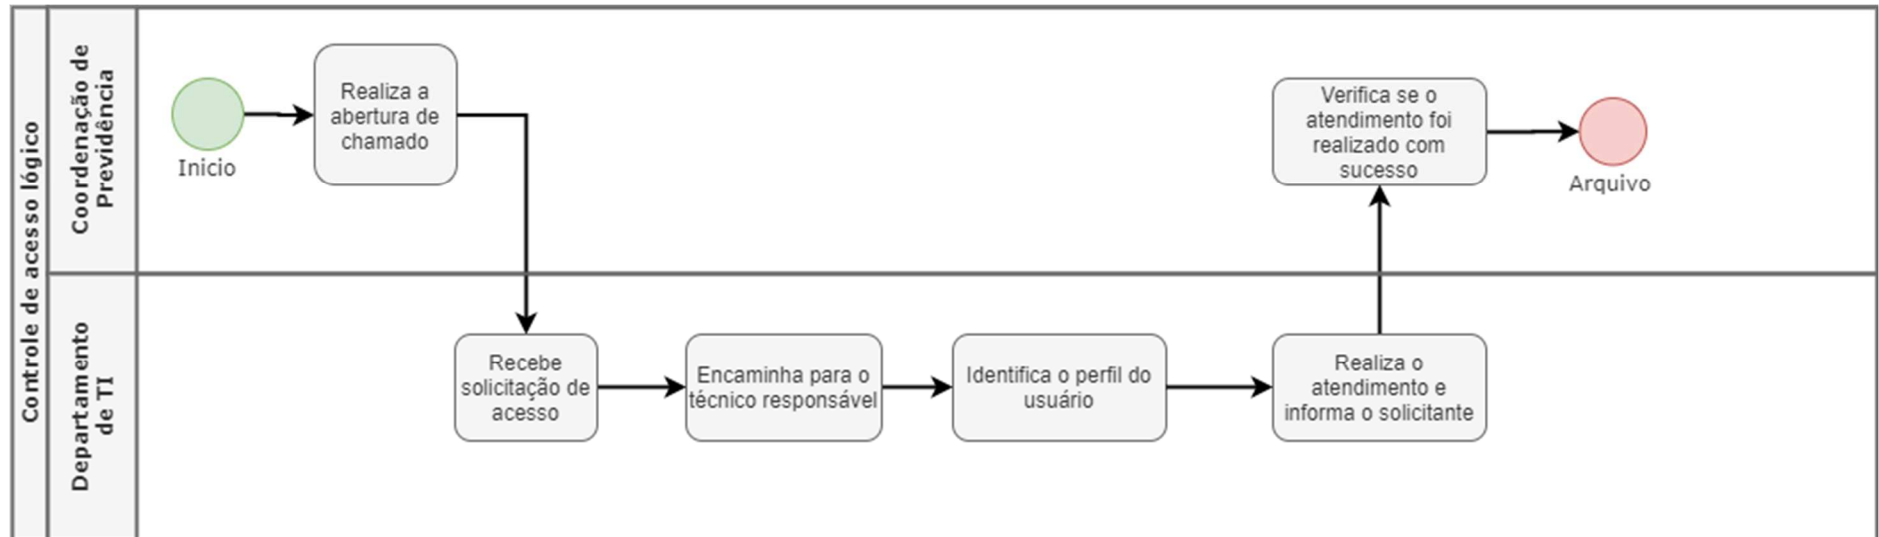 Controle de acesso lógico
Coordenação de
Previdência
Inicio
Realiza a
abertura de
chamado
Verifica se o
atendimento foi
realizado com
sucesso
Arquivo
Departamento
de TI
Recebe
solicitação de
acesso
Encaminha para o
técnico responsável
Identifica o perfil do
usuário
Realiza o
atendimento e
informa o solicitante